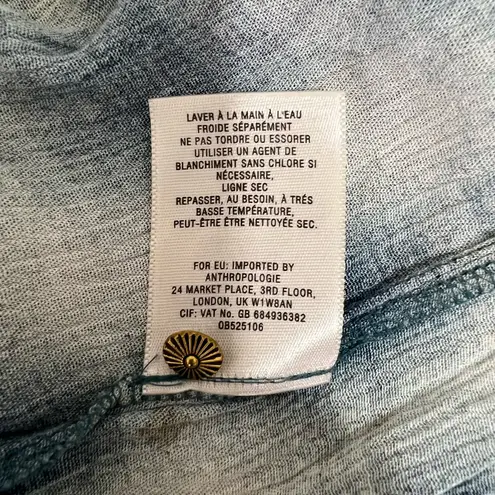 LAVER À LA MAIN À L'EAU
FROIDE SÉPARÉMENT
NE PAS TORDRE OU ESSORER
UTILISER UN AGENT DE
BLANCHIMENT SANS CHLORE SI
NÉCESSAIRE,
LIGNE SEC
REPASSER, AU BESOIN, À TRÉS
BASSE TEMPÉRATURE,
PEUT-ÊTRE ÊTRE NETTOYÉE SEC.
FOR EU: IMPORTED BY
ANTHROPOLOGIE
24 MARKET PLACE, 3RD FLOOR,
LONDON, UK W1W8AN
CIF: VAT No. GB 684936382
0B525106